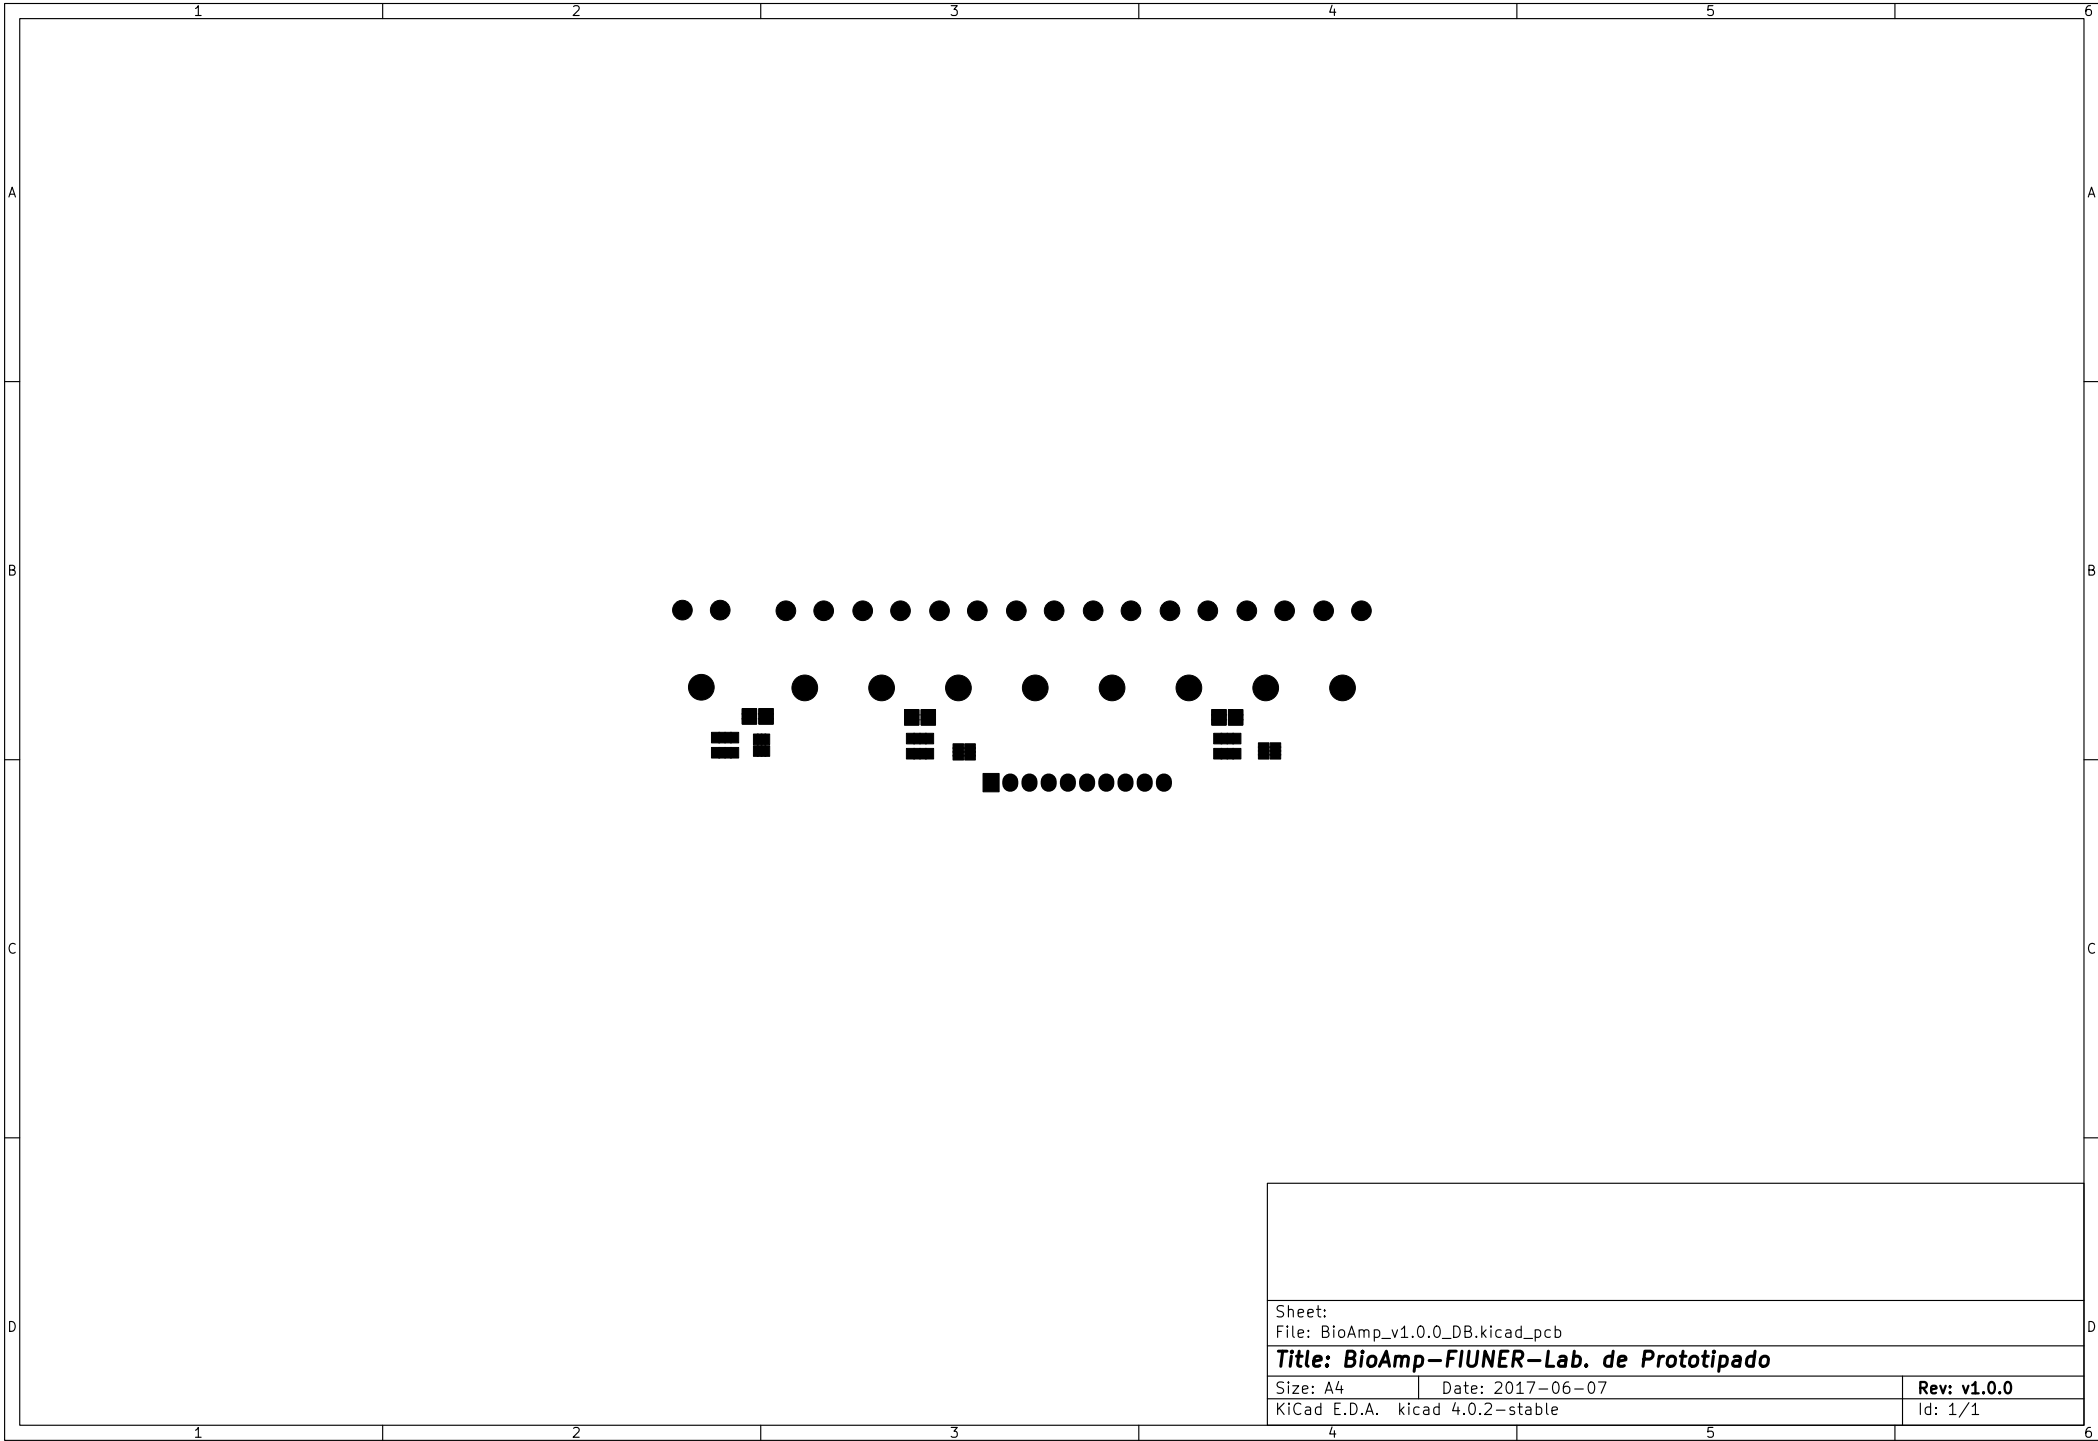 1 2 3 4 5 6
A A
B B
C C
Sheet:
File: BioAmp_v1.0.0_DB.kicad_pcb
D D
Title: BioAmp-FIUNER-Lab. de Prototipado
Size: A4 Date: 2017-06-07 Rev: v1.0.0
KiCad E.D.A. kicad 4.0.2-stable Id: 1/1
1 2 3 4 5 6